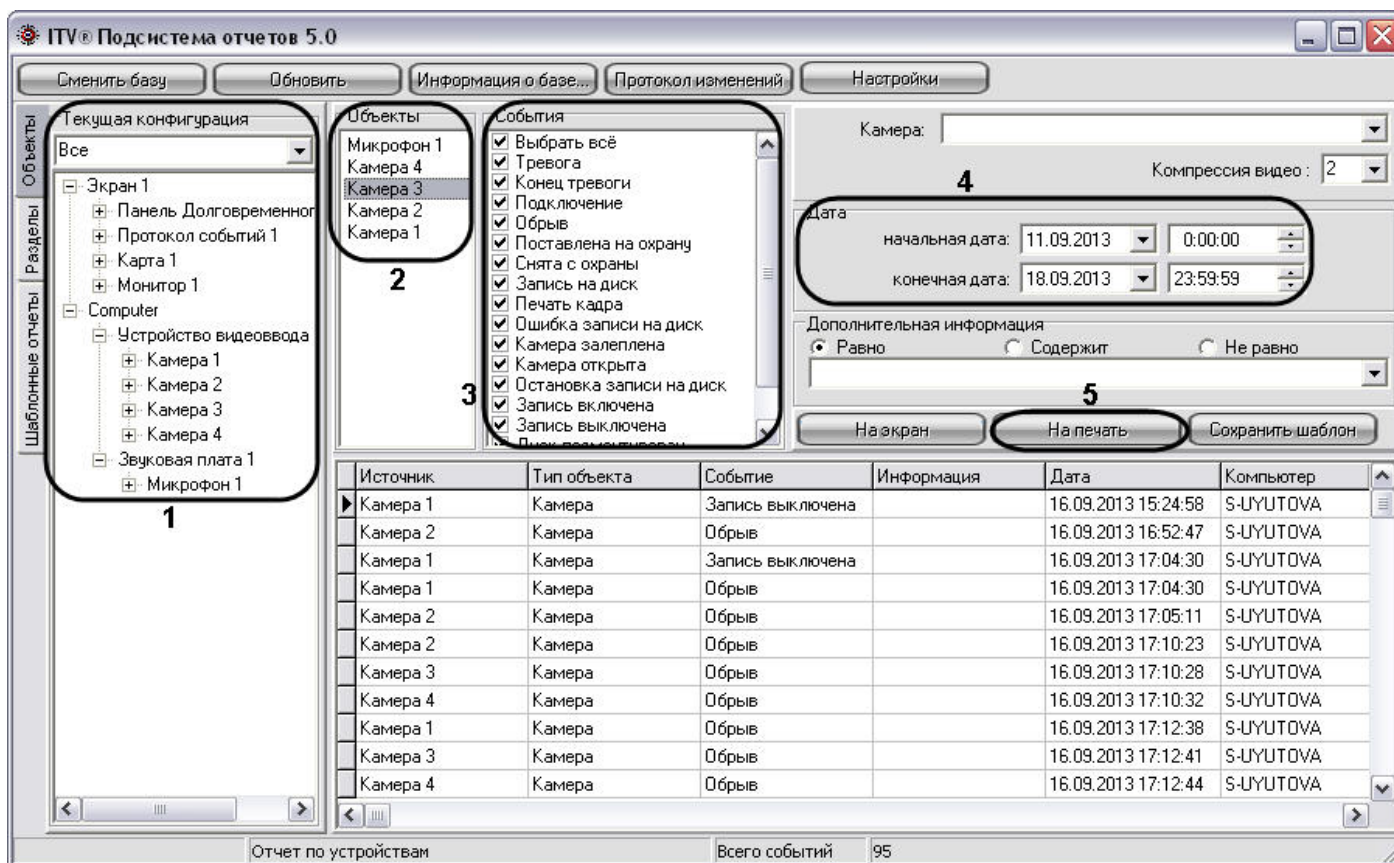 ITV® Подсистема отчетов 5.0
Сменить базу Обновить Информация о базе... Протокол изменений Настройки
Объекты
Разделы
Шаблонные отчеты
Текущая конфигурация
Все
Экран 1
Панель Долговременног
Протокол событий 1
Карта 1
Монитор 1
Computer
Устройство видеоввода
Камера 1
Камера 2
Камера 3
Камера 4
Звуковая плата 1
Микрофон 1
1
Объекты
Микрофон 1
Камера 4
Камера 3
Камера 2
Камера 1
2
События
Выбрать всё
Тревога
Конец тревоги
Подключение
Обрыв
Поставлена на охрану
Снята с охраны
Запись на диск
Печать кадра
Ошибка записи на диск
Камера залеплена
Камера открыта
Остановка записи на диск
Запись включена
Запись выключена
3
Камера:
Компрессия видео : 2
4
Дата
начальная дата: 11.09.2013 0:00:00
конечная дата: 18.09.2013 23:59:59
Дополнительная информация
Равно Содержит Не равно
5
На экран На печать Сохранить шаблон
Источник Тип объекта Событие Информация Дата Компьютер
Камера 1 Камера Запись выключена 16.09.2013 15:24:58 S-UYUTOVA
Камера 2 Камера Обрыв 16.09.2013 16:52:47 S-UYUTOVA
Камера 1 Камера Запись выключена 16.09.2013 17:04:30 S-UYUTOVA
Камера 1 Камера Обрыв 16.09.2013 17:04:30 S-UYUTOVA
Камера 2 Камера Обрыв 16.09.2013 17:05:11 S-UYUTOVA
Камера 2 Камера Обрыв 16.09.2013 17:10:23 S-UYUTOVA
Камера 3 Камера Обрыв 16.09.2013 17:10:28 S-UYUTOVA
Камера 4 Камера Обрыв 16.09.2013 17:10:32 S-UYUTOVA
Камера 1 Камера Обрыв 16.09.2013 17:12:38 S-UYUTOVA
Камера 3 Камера Обрыв 16.09.2013 17:12:41 S-UYUTOVA
Камера 4 Камера Обрыв 16.09.2013 17:12:44 S-UYUTOVA
Отчет по устройствам Всего событий 95